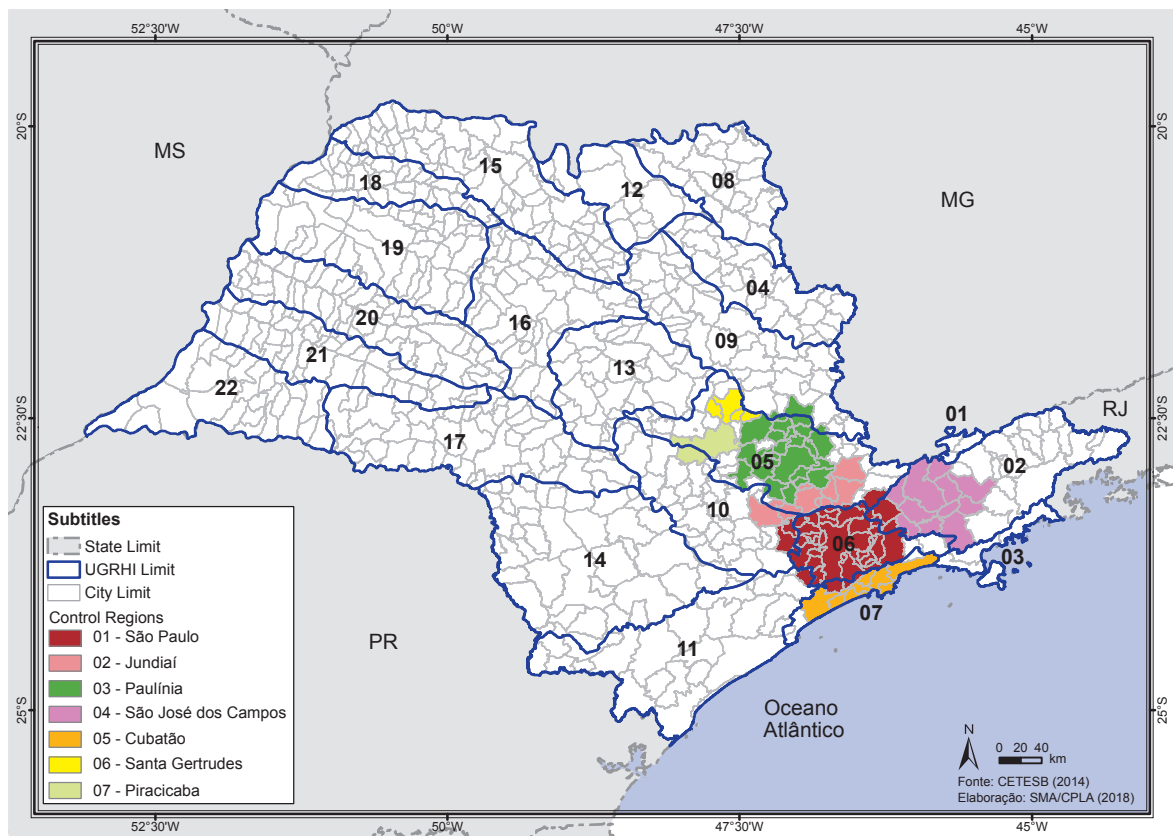 52°30'W 50°W 47°30'W 45°W
20°S 20°S
MS
15
18
12
08
MG
19
04
20
16
09
21
13
22
01
RJ
22°30'S 22°30'S
17
05
02
10
06
03
14
07
11
PR
Oceano
Atlântico
25°S 25°S
Subtitles
State Limit
UGRHI Limit
City Limit
Control Regions
01 - São Paulo
02 - Jundiaí
03 - Paulínia
04 - São José dos Campos
05 - Cubatão
06 - Santa Gertrudes
07 - Piracicaba
N
0 20 40
km
Fonte: CETESB (2014)
Elaboração: SMA/CPLA (2018)
52°30'W 50°W 47°30'W 45°W